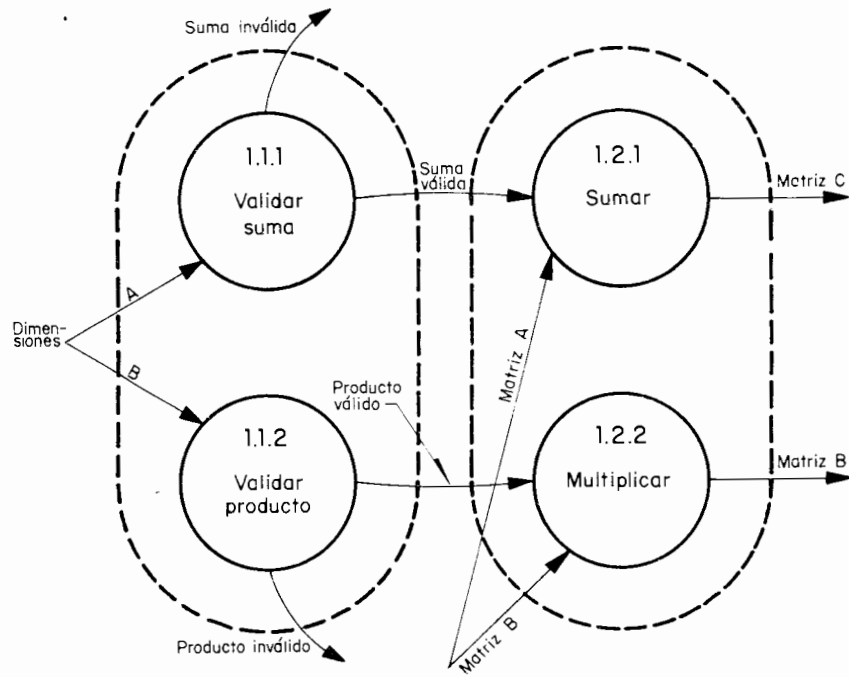 Suma inválida
1.1.1
Validar
suma
Suma
válida
1.2.1
Sumar
Matriz C
A
Dimen-
siones
B
Matriz A
Producto
válido
1.1.2
Validar
producto
1.2.2
Multiplicar
Matriz B
Matriz B
Producto inválido